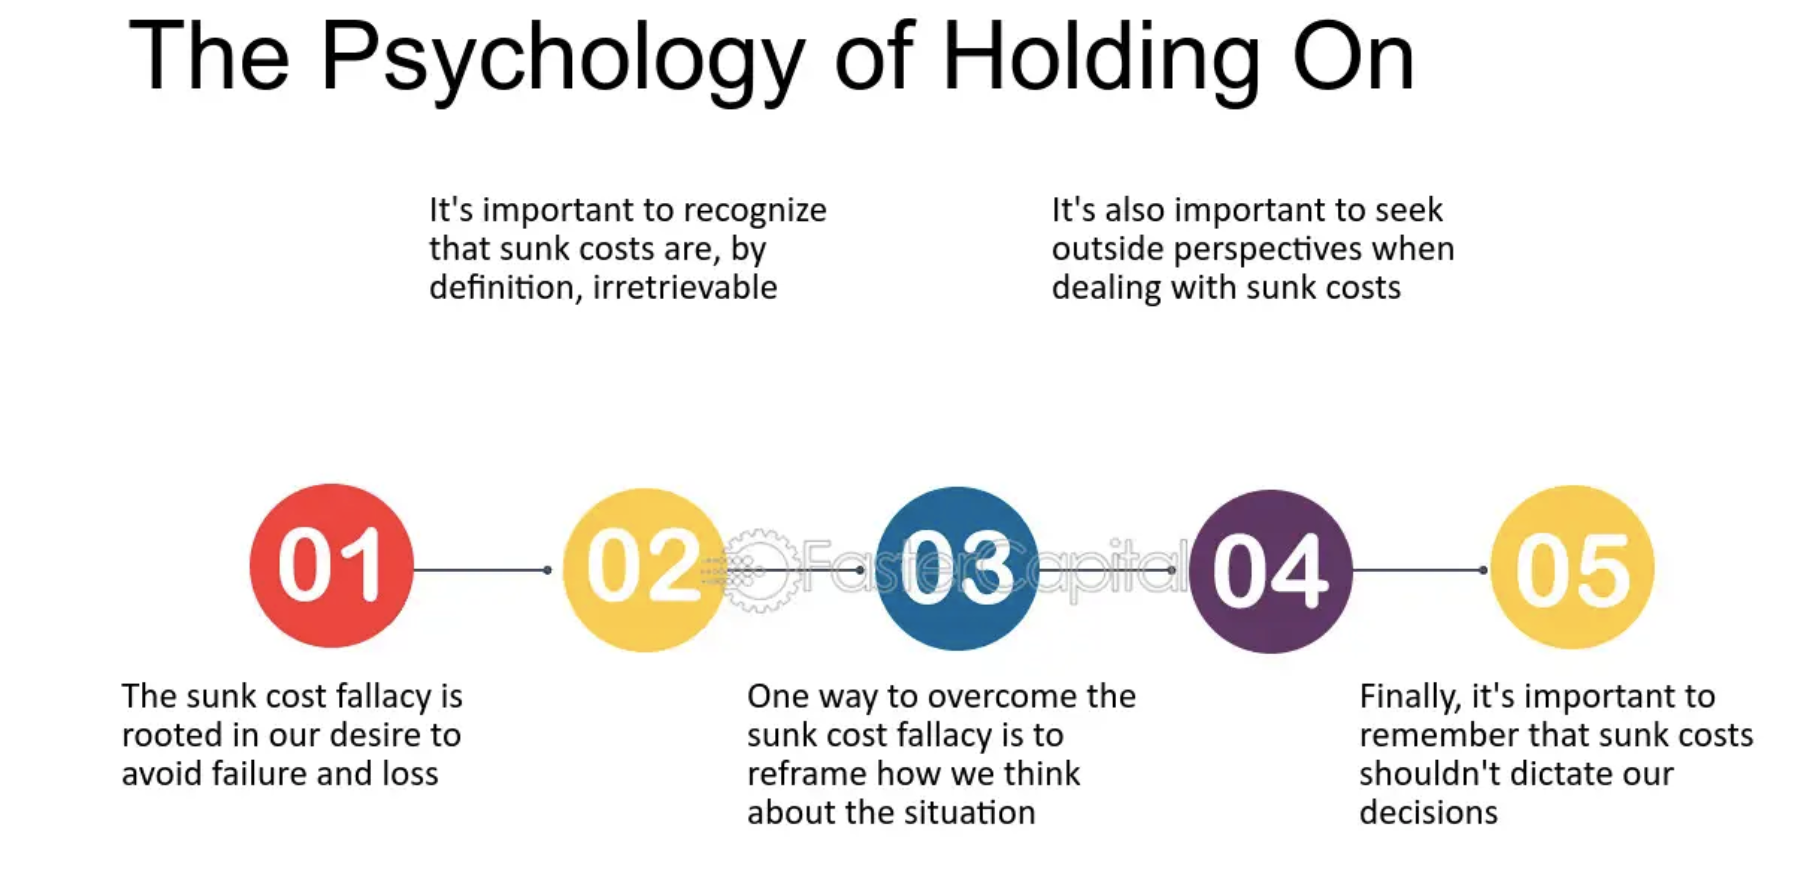 The Psychology of Holding On
It's important to recognize
that sunk costs are, by
definition, irretrievable
It's also important to seek
outside perspectives when
dealing with sunk costs
01
02
FasterCapital
03
04
05
The sunk cost fallacy is
rooted in our desire to
avoid failure and loss
One way to overcome the
sunk cost fallacy is to
reframe how we think
about the situation
Finally, it's important to
remember that sunk costs
shouldn't dictate our
decisions